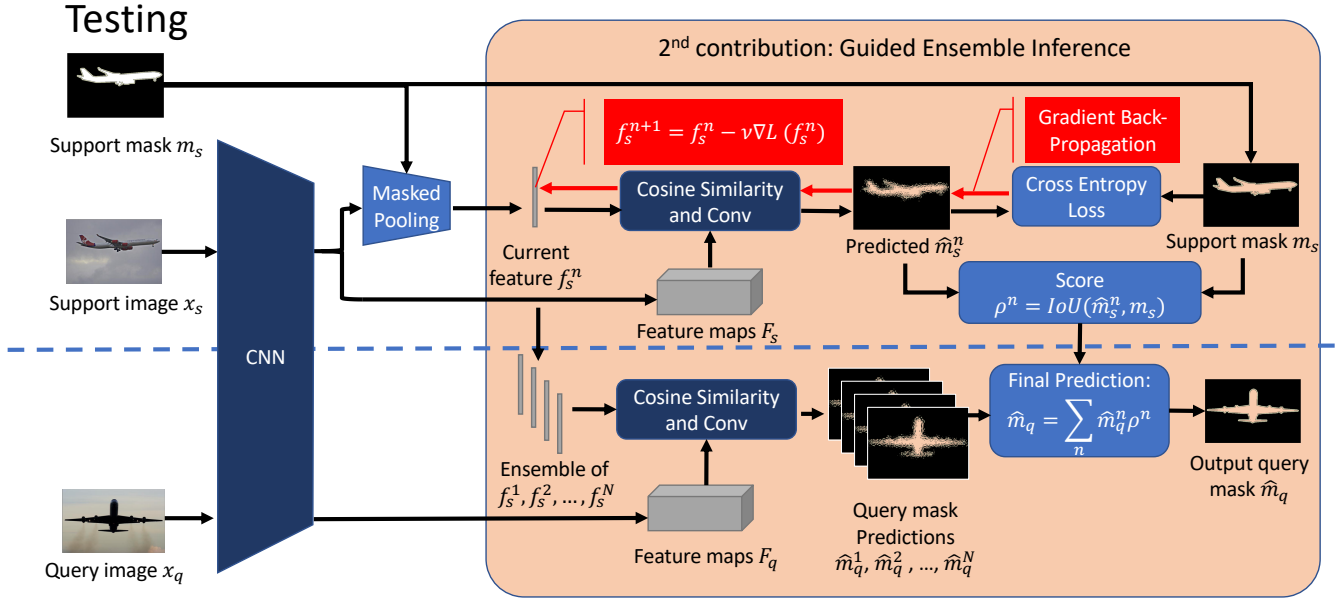 Testing
2nd contribution: Guided Ensemble Inference
Support mask m_s
f_s^{n+1} = f_s^n − ν∇L (f_s^n)
Gradient Back-
Propagation
Masked
Pooling
Cosine Similarity
and Conv
Cross Entropy
Loss
Support image x_s
Current
feature f_s^n
Predicted m̂_s^n
Support mask m_s
Score
ρ^n = IoU(m̂_s^n, m_s)
Feature maps F_s
CNN
Cosine Similarity
and Conv
Final Prediction:
m̂_q = ∑_n m̂_q^n ρ^n
Ensemble of
f_s^1, f_s^2, … , f_s^N
Output query
mask m̂_q
Query mask
Predictions
m̂_q^1, m̂_q^2 , …, m̂_q^N
Feature maps F_q
Query image x_q